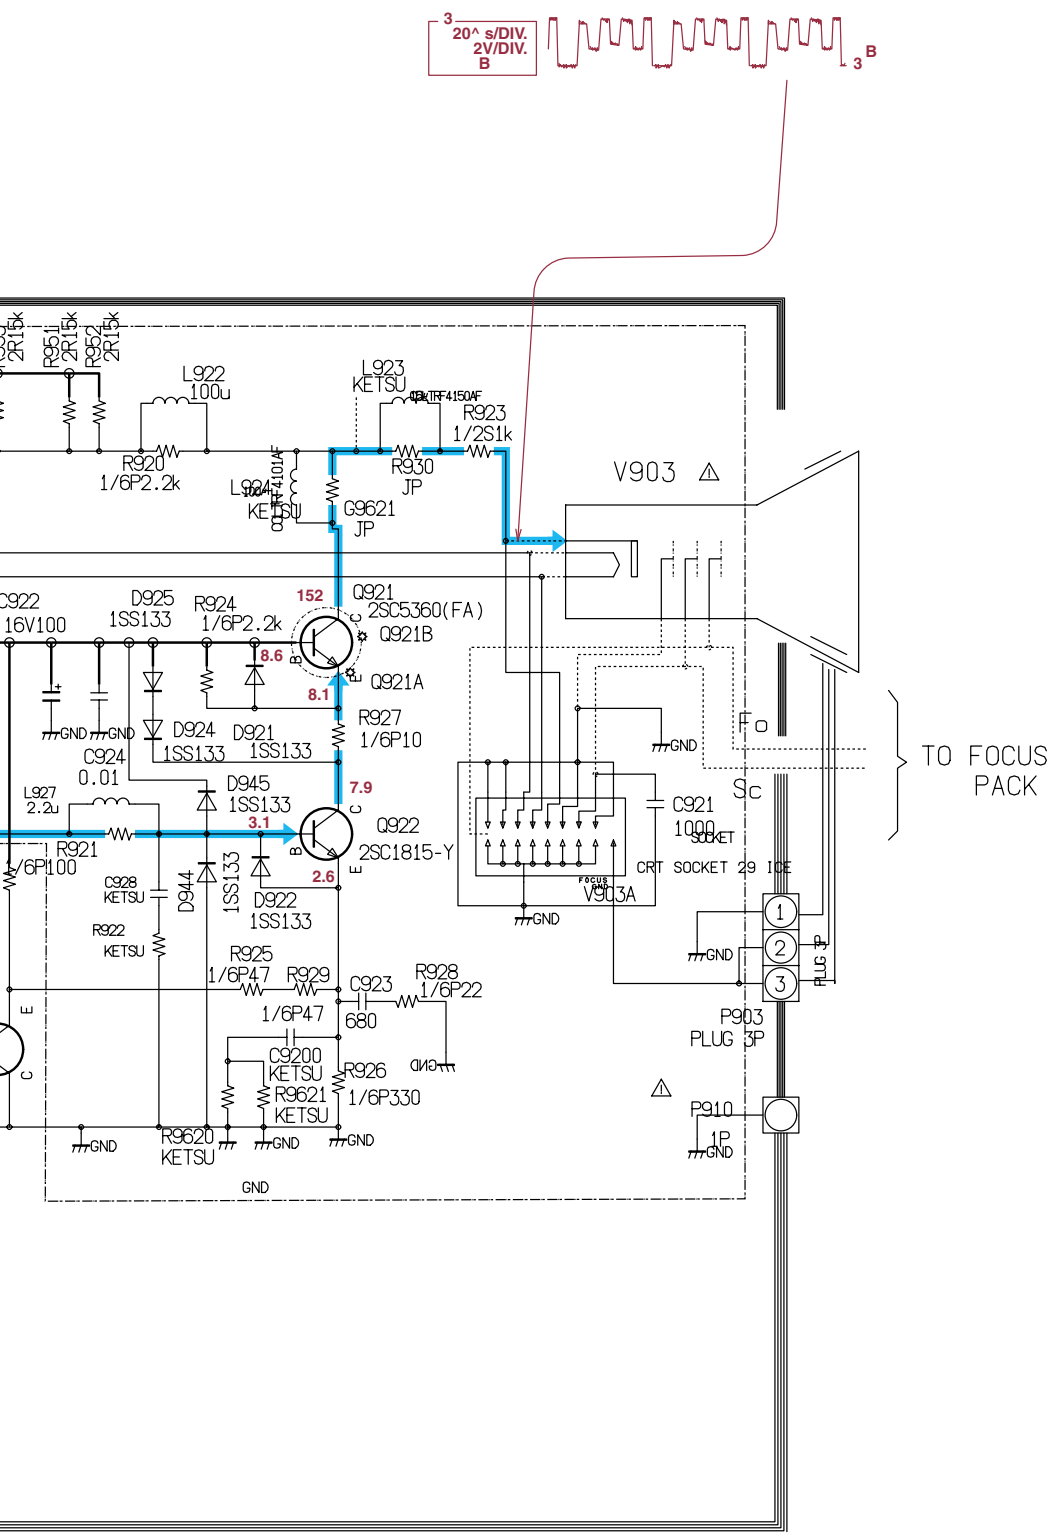 3
20^ s/DIV.
2V/DIV.
B
3 B
2R15k
R951
2R15k
R952
2R15k
L922
100u
R920
1/6P2.2k
L923
KETSU
R923
1/2S1k
R930
JP
L924
KETSU
G9621
JP
V903
C922
16V100
D925
1SS133
R924
1/6P2.2k
152
Q921
2SC5360(FA)
Q921B
C
B
E
8.6
8.1
Q921A
+
GND
GND
D924
1SS133
D921
1SS133
R927
1/6P10
C924
0.01
L927
2.2u
D945
1SS133
7.9
3.1
C
B
E
Q922
2SC1815-Y
2.6
R921
1/6P100
C928
KETSU
D944
1SS133
D922
1SS133
R922
KETSU
R925
1/6P47
R929
1/6P47
C923
680
R928
1/6P22
GND
E
C
C9200
KETSU
R9621
KETSU
R926
1/6P330
R9620
KETSU
GND
GND
GND
GND
GND
Fo
Sc
TO FOCUS
PACK
C921
1000
SOCKET
CRT SOCKET 29 ICE
FOCUS
GND
V903A
GND
1
2
3
GND
PLUG 3P
P903
PLUG 3P
P910
1P
GND